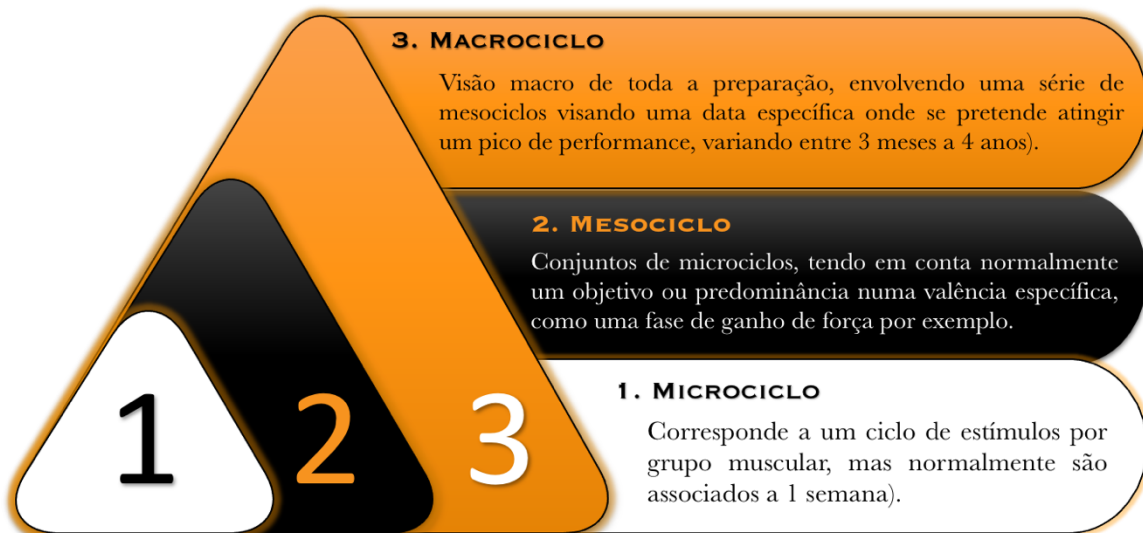 3. MACROCICLO
Visão macro de toda a preparação, envolvendo uma série de
mesociclos visando uma data específica onde se pretende atingir
um pico de performance, variando entre 3 meses a 4 anos).
2. MESOCICLO
Conjuntos de microciclos, tendo em conta normalmente
um objetivo ou predominância numa valência específica,
como uma fase de ganho de força por exemplo.
1. MICROCICLO
Corresponde a um ciclo de estímulos por
grupo muscular, mas normalmente são
associados a 1 semana).
1 2 3